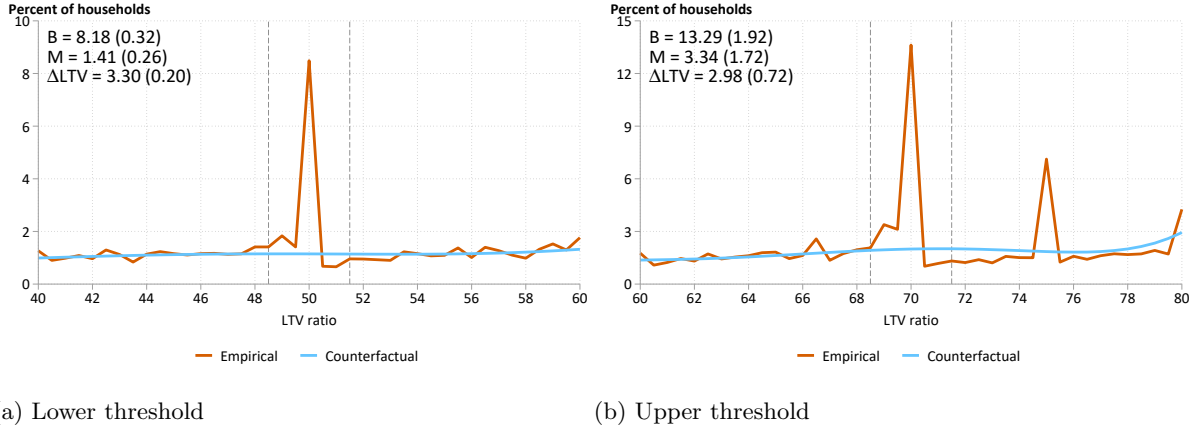 Percent of households
10
8
6
4
2
0
B = 8.18 (0.32)
M = 1.41 (0.26)
ΔLTV = 3.30 (0.20)
40 42 44 46 48 50 52 54 56 58 60
LTV ratio
Empirical Counterfactual
a) Lower threshold
Percent of households
15
12
9
6
3
0
B = 13.29 (1.92)
M = 3.34 (1.72)
ΔLTV = 2.98 (0.72)
60 62 64 66 68 70 72 74 76 78 80
LTV ratio
Empirical Counterfactual
(b) Upper threshold